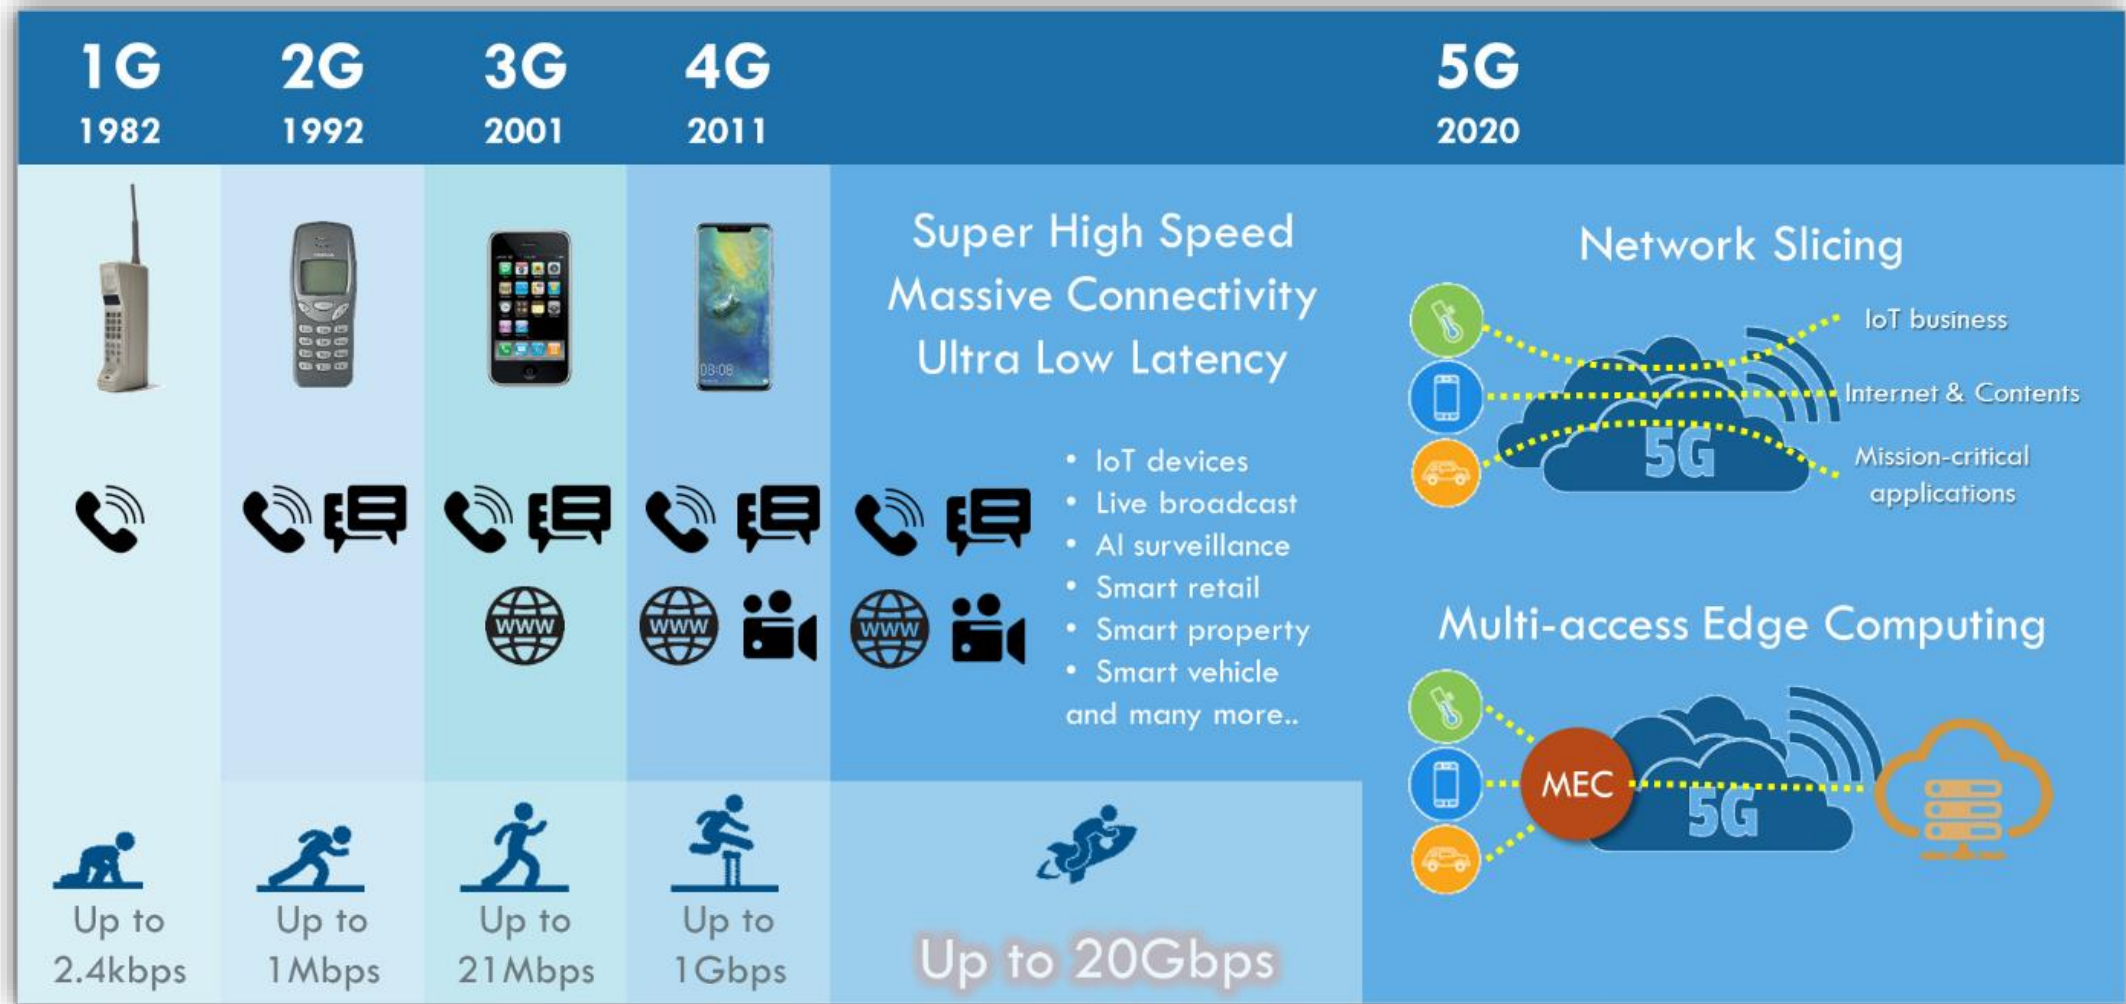 1G
1982
2G
1992
3G
2001
4G
2011
5G
2020
08:08
Super High Speed
Massive Connectivity
Ultra Low Latency
• IoT devices
• Live broadcast
• AI surveillance
• Smart retail
• Smart property
• Smart vehicle
and many more..
WWW
WWW
WWW
Up to
2.4kbps
Up to
1Mbps
Up to
21Mbps
Up to
1Gbps
Up to 20Gbps
Network Slicing
IoT business
Internet & Contents
Mission-critical
applications
5G
Multi-access Edge Computing
MEC
5G